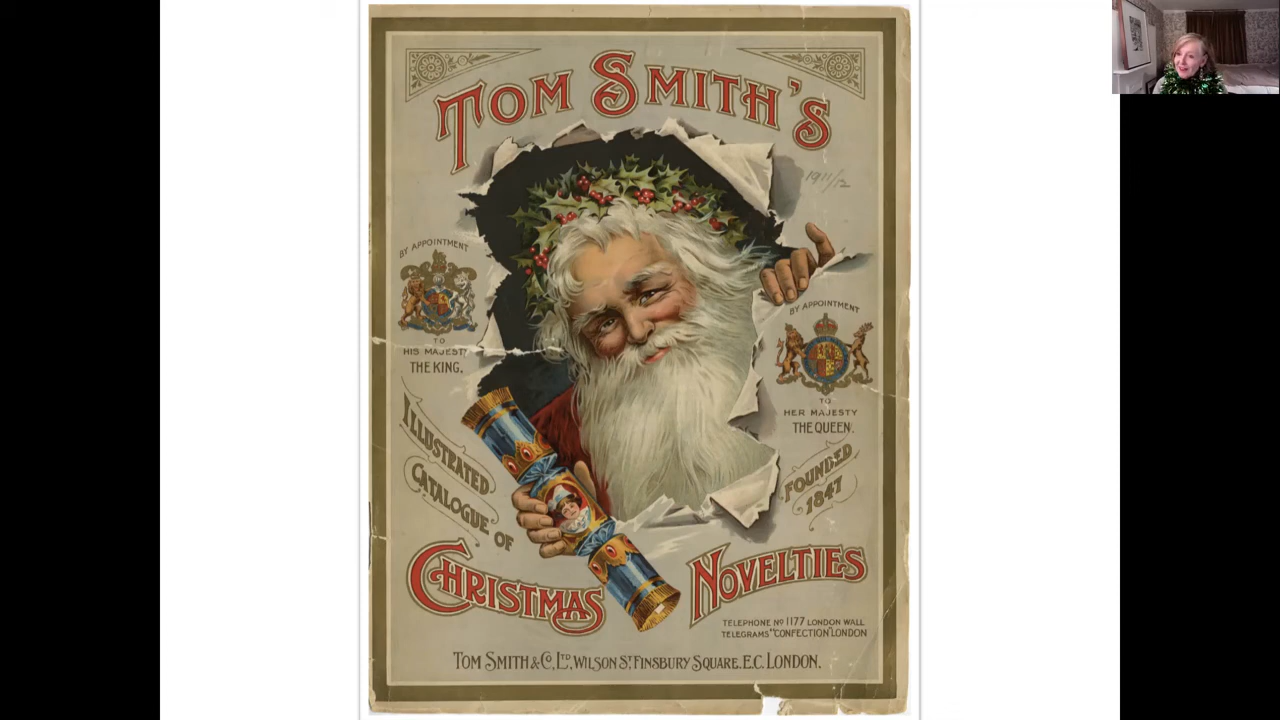 TOM SMITH'S
1911/12
BY APPOINTMENT
TO
HIS MAJESTY
THE KING.
BY APPOINTMENT
TO
HER MAJESTY
THE QUEEN.
ILLUSTRATED
CATALOGUE OF
FOUNDED
1847
CHRISTMAS NOVELTIES
TELEPHONE NO 1177 LONDON WALL
TELEGRAMS "CONFECTION" LONDON
TOM SMITH & CO. LTD. WILSON ST. FINSBURY SQUARE. E.C. LONDON.